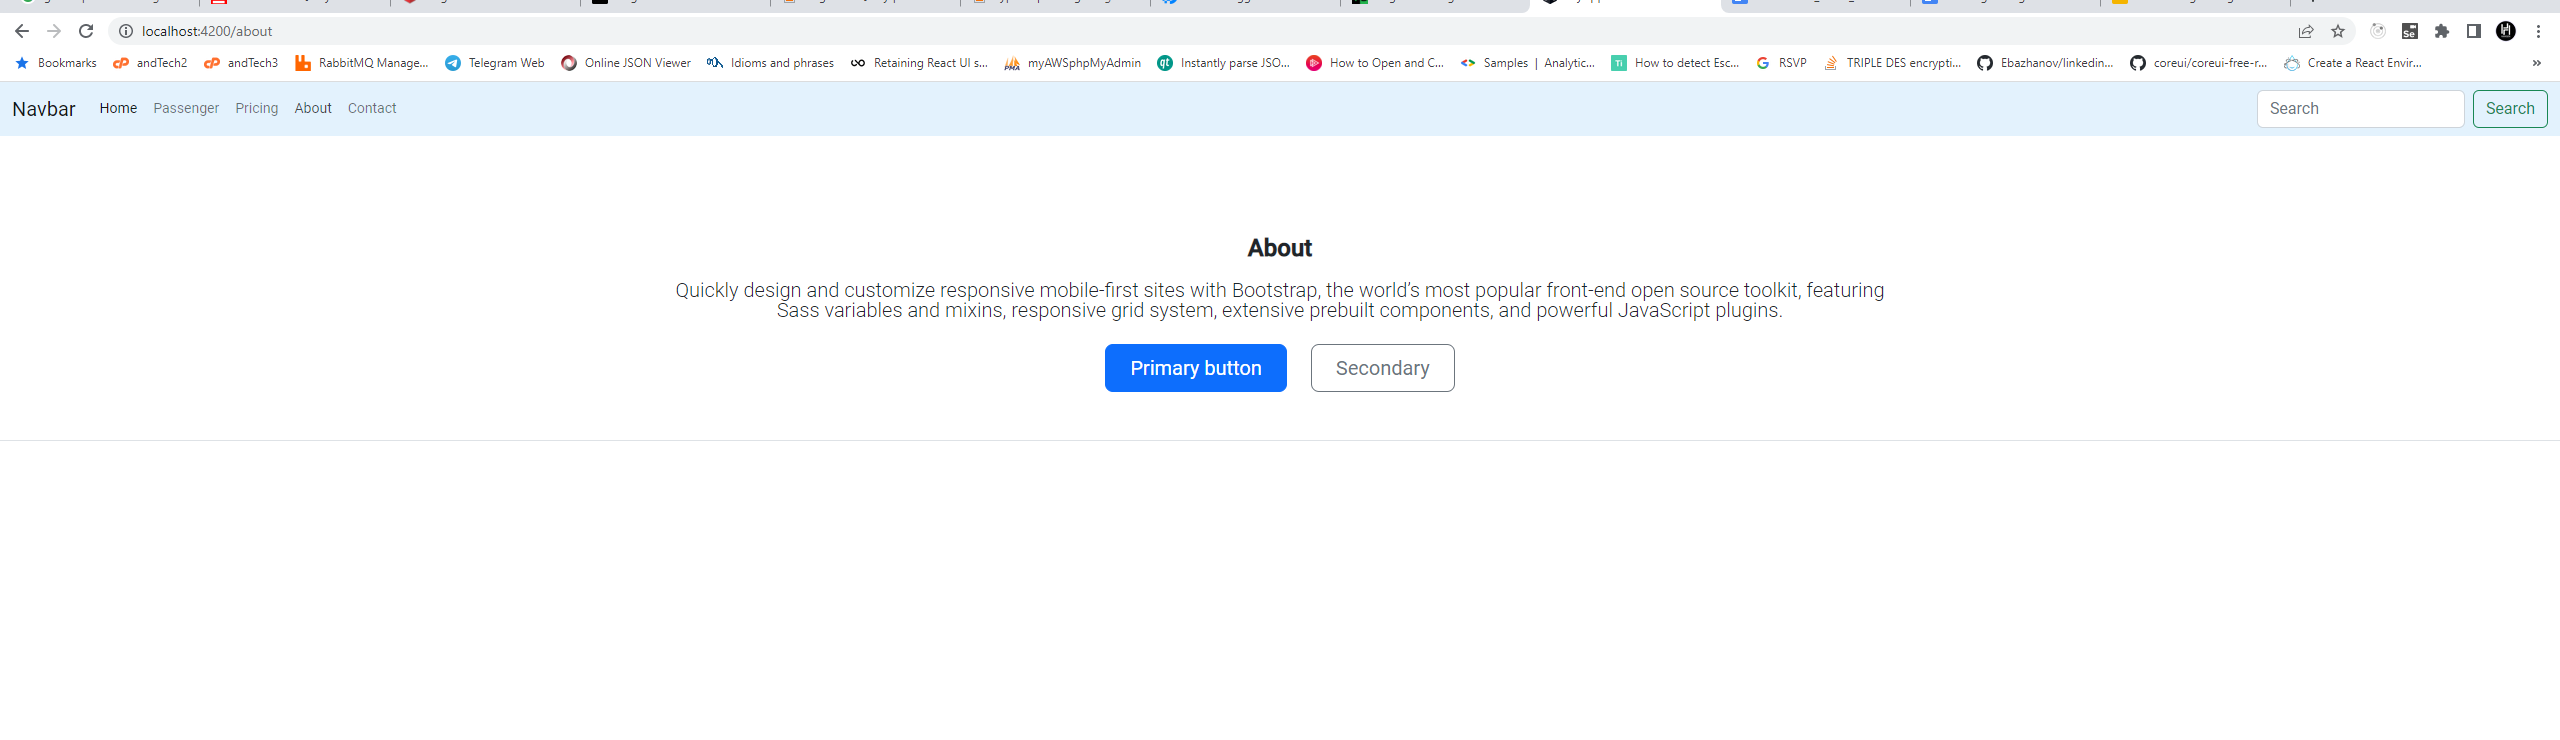 localhost:4200/about
Bookmarks andTech2 andTech3 RabbitMQ Manage... Telegram Web Online JSON Viewer Idioms and phrases Retaining React UI s... myAWSphpMyAdmin Instantly parse JSO... How to Open and C... Samples | Analytic... How to detect Esc... RSVP TRIPLE DES encrypti... Ebazhanov/linkedin... coreui/coreui-free-r... Create a React Envir... »
Navbar Home Passenger Pricing About Contact Search Search
About
Quickly design and customize responsive mobile-first sites with Bootstrap, the world’s most popular front-end open source toolkit, featuring
Sass variables and mixins, responsive grid system, extensive prebuilt components, and powerful JavaScript plugins.
Primary button Secondary